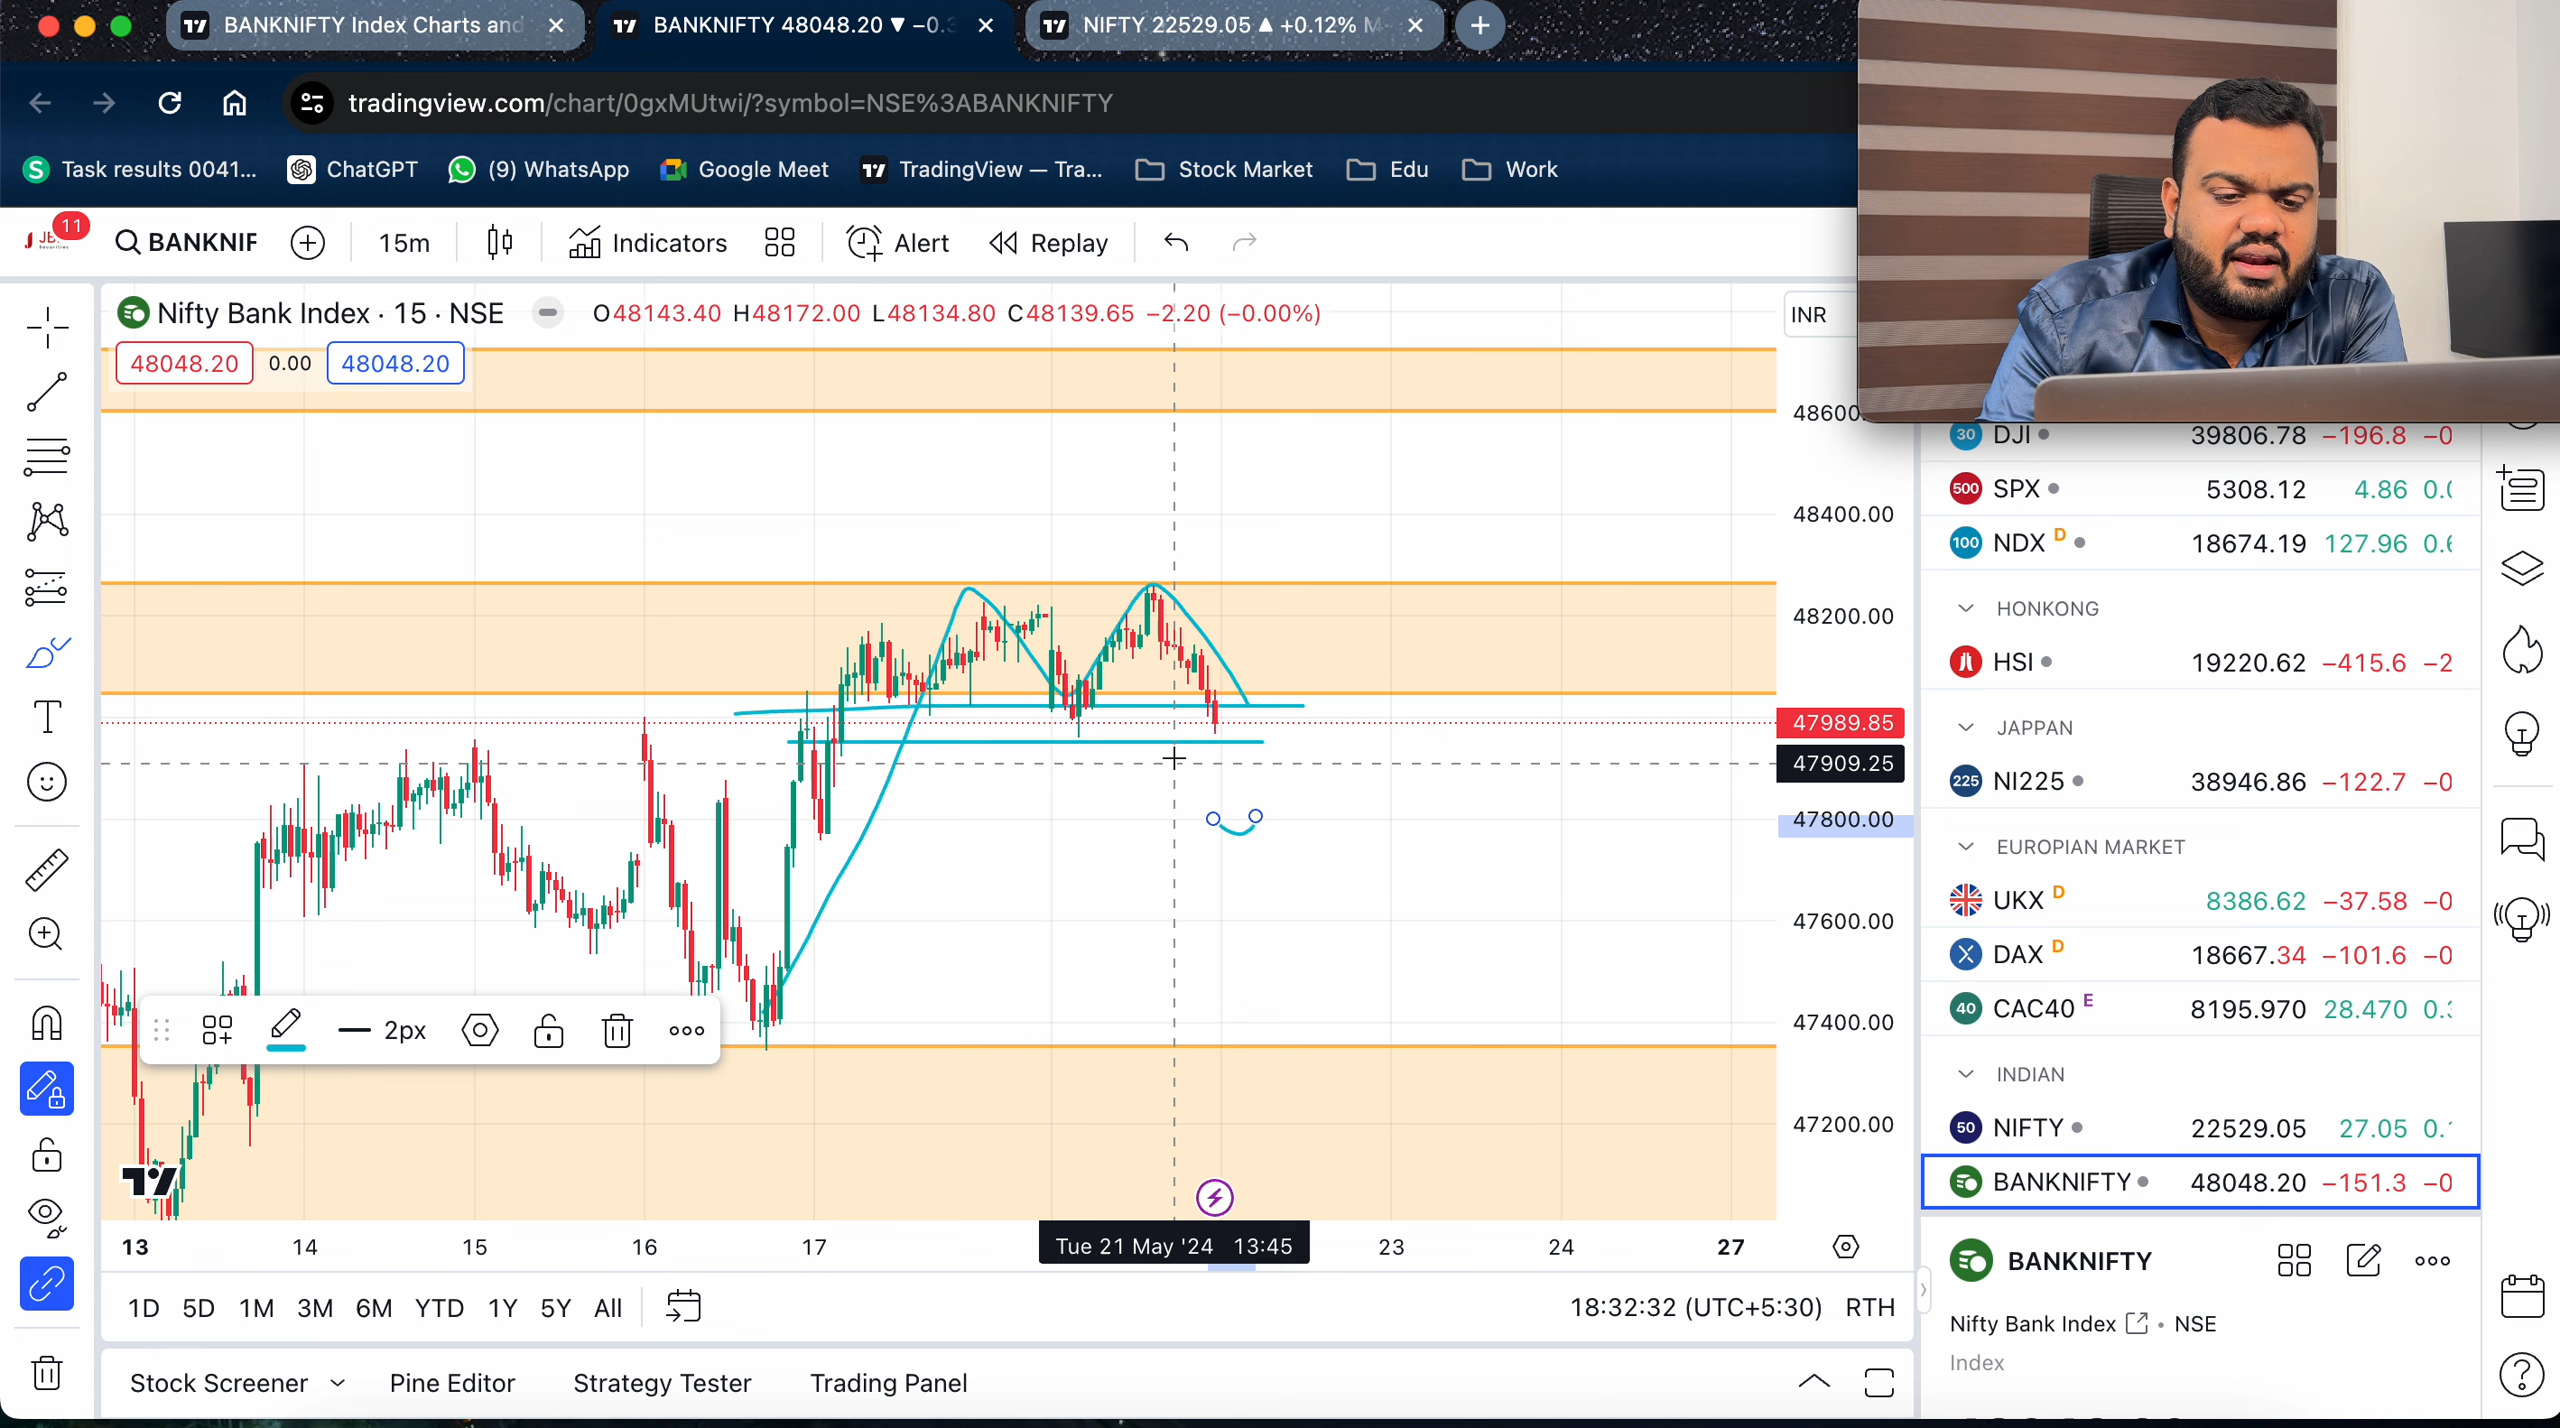 BANKNIFTY Index Charts and
BANKNIFTY 48048.20 ▼ −0.3
NIFTY 22529.05 ▲ +0.12%
tradingview.com/chart/0gxMUtwi/?symbol=NSE%3ABANKNIFTY
Task results 0041...
ChatGPT
(9) WhatsApp
Google Meet
TradingView — Tra...
Stock Market
Edu
Work
11
BANKNIF
15m
Indicators
Alert
Replay
Nifty Bank Index · 15 · NSE
O48143.40 H48172.00 L48134.80 C48139.65 −2.20 (−0.00%)
48048.20
0.00
48048.20
INR
48600
48400.00
48200.00
47989.85
47909.25
47800.00
47600.00
47400.00
47200.00
2px
13
14
15
16
17
Tue 21 May '24 13:45
23
24
27
1D 5D 1M 3M 6M YTD 1Y 5Y All
18:32:32 (UTC+5:30) RTH
Stock Screener
Pine Editor
Strategy Tester
Trading Panel
30 DJI 39806.78 −196.8 −0
500 SPX 5308.12 4.86
100 NDX D 18674.19 127.96
HONKONG
HSI 19220.62 −415.6 −2
JAPPAN
225 NI225 38946.86 −122.7 −0
EUROPIAN MARKET
UKX D 8386.62 −37.58 −0
DAX D 18667.34 −101.6 −0
40 CAC40 E 8195.970 28.470
INDIAN
50 NIFTY 22529.05 27.05
BANKNIFTY 48048.20 −151.3 −0
BANKNIFTY
Nifty Bank Index · NSE
Index